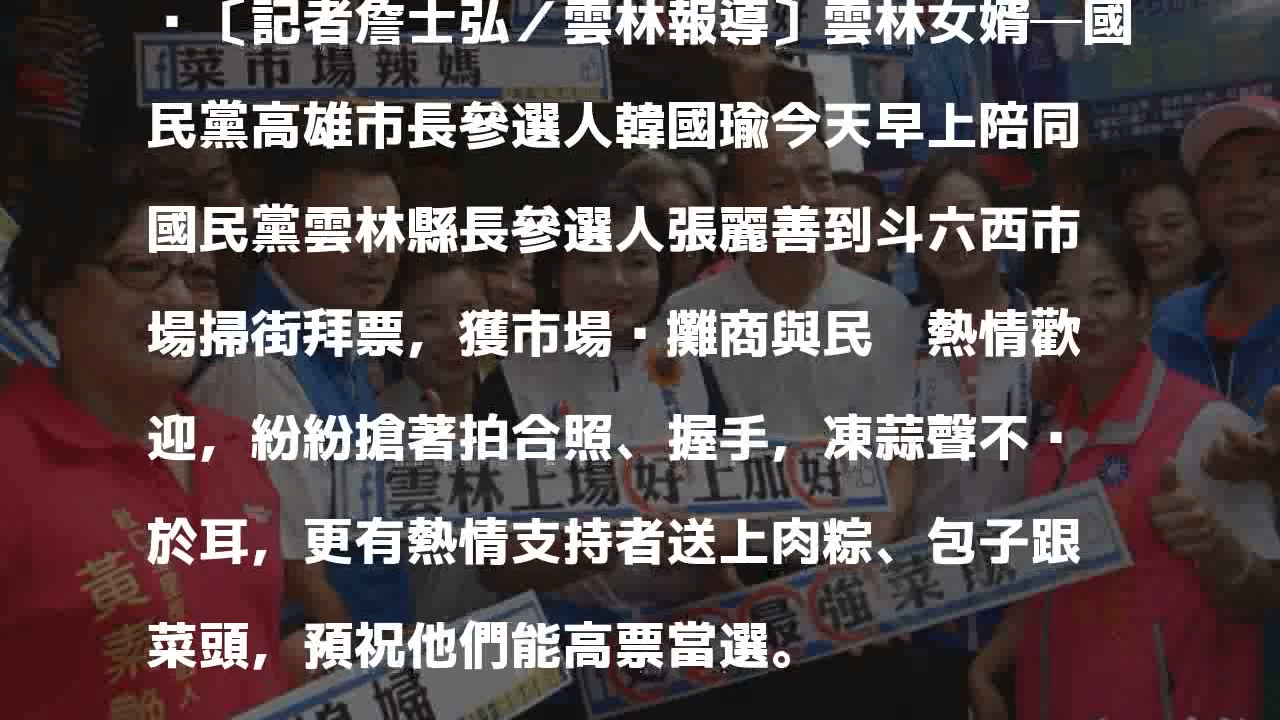 ▪〔記者詹士弘／雲林報導〕雲林女婿─國
菜市場辣媽
民黨高雄市長參選人韓國瑜今天早上陪同
國民黨雲林縣長參選人張麗善到斗六西市
場掃街拜票，獲市場▪攤商與民　熱情歡
迎，紛紛搶著拍合照、握手，凍蒜聲不▪
雲林上場 好上加好
於耳，更有熱情支持者送上肉粽、包子跟
最強菜
黃素
菜頭，預祝他們能高票當選。